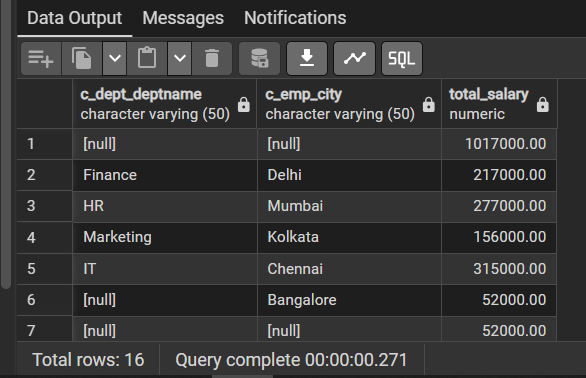 Data Output Messages Notifications
SQL
c_dept_deptname c_emp_city total_salary
character varying (50) character varying (50) numeric
1 [null] [null] 1017000.00
2 Finance Delhi 217000.00
3 HR Mumbai 277000.00
4 Marketing Kolkata 156000.00
5 IT Chennai 315000.00
6 [null] Bangalore 52000.00
7 [null] [null] 52000.00
Total rows: 16 Query complete 00:00:00.271